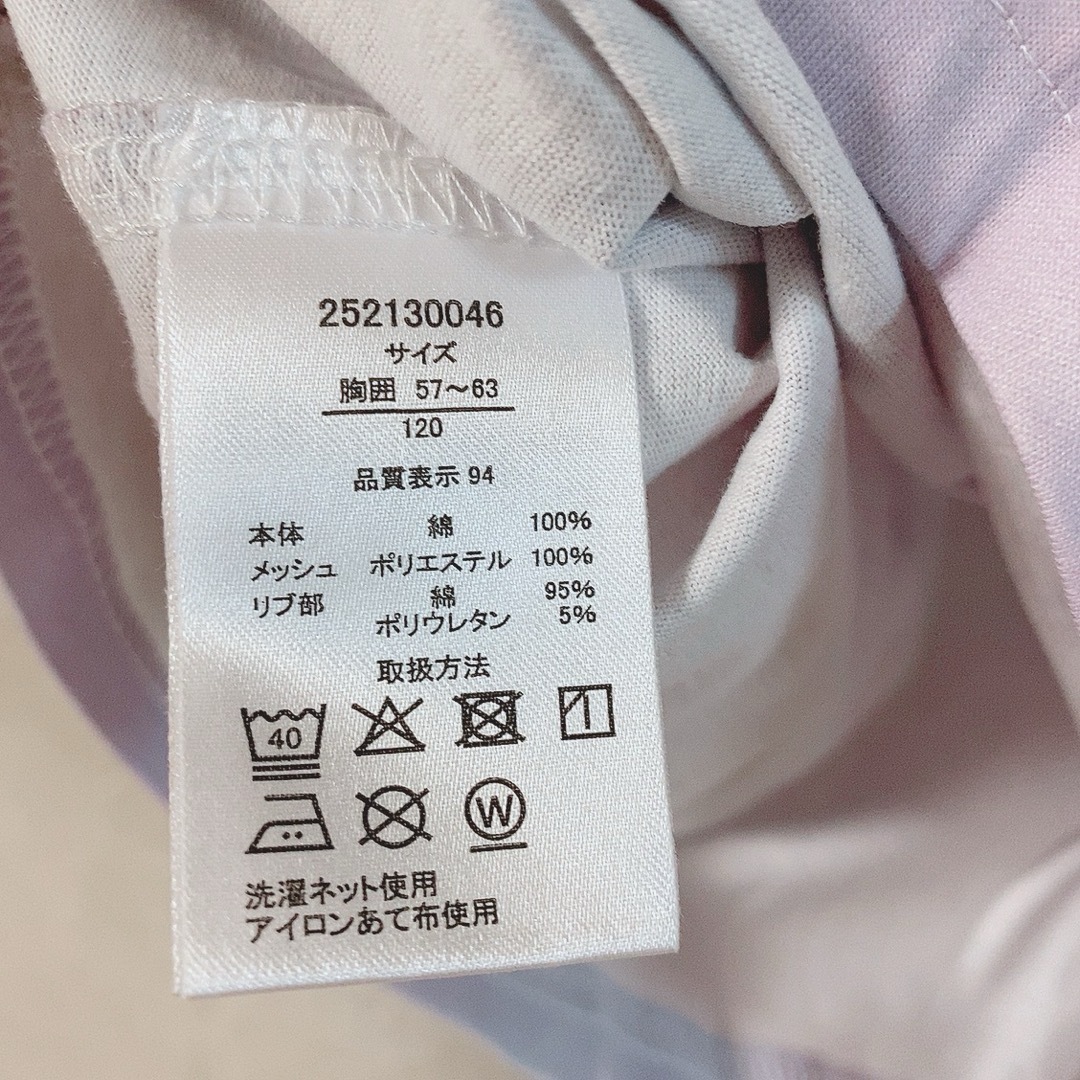 252130046
サイズ
胸囲 57〜63
120
品質表示 94
本体 綿 100%
メッシュ ポリエステル 100%
リブ部 綿 95%
ポリウレタン 5%
取扱方法
40
W
洗濯ネット使用
アイロンあて布使用